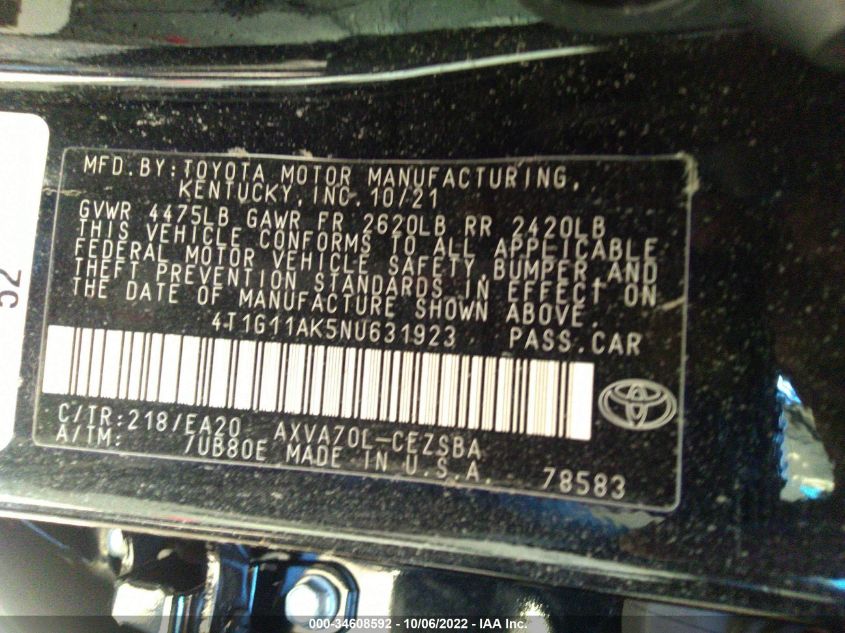 52
MFD.BY:TOYOTA MOTOR MANUFACTURING,
KENTUCKY,INC.10/21
GVWR 4475LB GAWR FR 2620LB RR 2420LB
THIS VEHICLE CONFORMS TO ALL APPLICABLE
FEDERAL MOTOR VEHICLE SAFETY,BUMPER,AND
THEFT PREVENTION STANDARDS IN EFFECT ON
THE DATE OF MANUFACTURE SHOWN ABOVE.
4T1G11AK5NU631923 PASS.CAR
C/TR:218/EA20 AXVA70L-CEZSBA
A/TM: 7UB80E MADE IN U.S.A. 78583
000-34608592 - 10/06/2022 - IAA Inc.